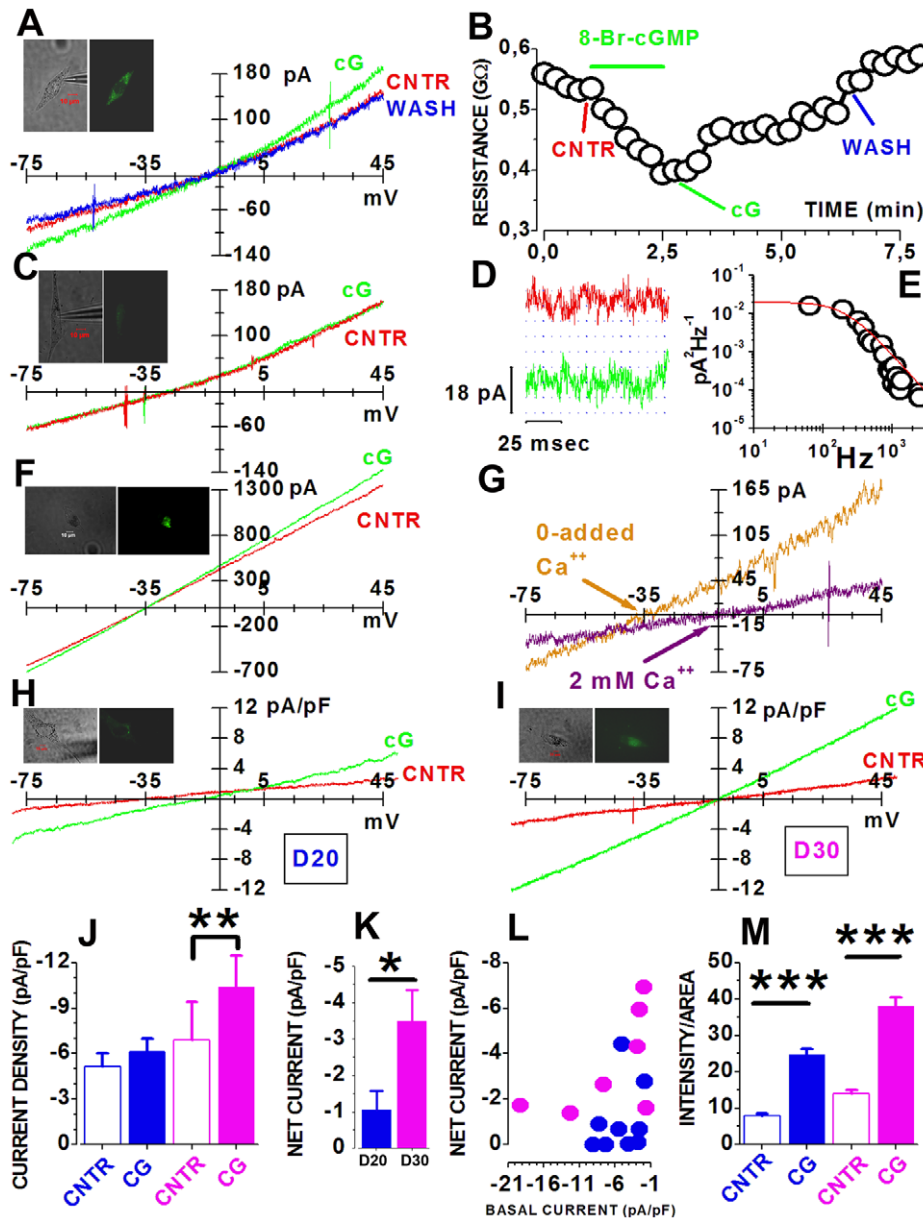 A
pA
180
100
cG
CNTR
WASH
-75
5
45
mV
-60
-140
10 µm
B
8-Br-cGMP
0,6
0,5
0,4
0,3
RESISTANCE (GΩ)
CNTR
cG
WASH
TIME (min)
0,0
2,5
5,0
7,5
C
pA
180
100
cG
CNTR
-75
5
45
mV
-60
-140
D
18 pA
25 msec
E
10⁻¹
10⁻²
10⁻³
10⁻⁴
10⁻⁵
pA²Hz⁻¹
10¹
10²
10³
Hz
F
10 µm
pA
1300
800
300
cG
CNTR
-75
-35
5
45
mV
-200
-700
G
165
pA
105
45
0-added
Ca⁺⁺
-75
-35
5
45
-15
-75
2 mM Ca⁺⁺
H
12
pA/pF
8
4
cG
CNTR
-75
-35
5
45
mV
-4
-8
-12
D20
I
12
pA/pF
8
4
cG
CNTR
-75
-35
5
45
mV
-4
-8
-12
D30
J
**
-12
-9
-6
-3
0
CURRENT DENSITY (pA/pF)
CNTR
CG
CNTR
CG
K
*
-5
-4
-3
-2
-1
0
NET CURRENT (pA/pF)
D20
D30
L
-8
-6
-4
-2
0
NET CURRENT (pA/pF)
-21
-16
-11
-6
-1
BASAL CURRENT (pA/pF)
M
***
***
50
40
30
20
10
0
INTENSITY/AREA
CNTR
CG
CNTR
CG